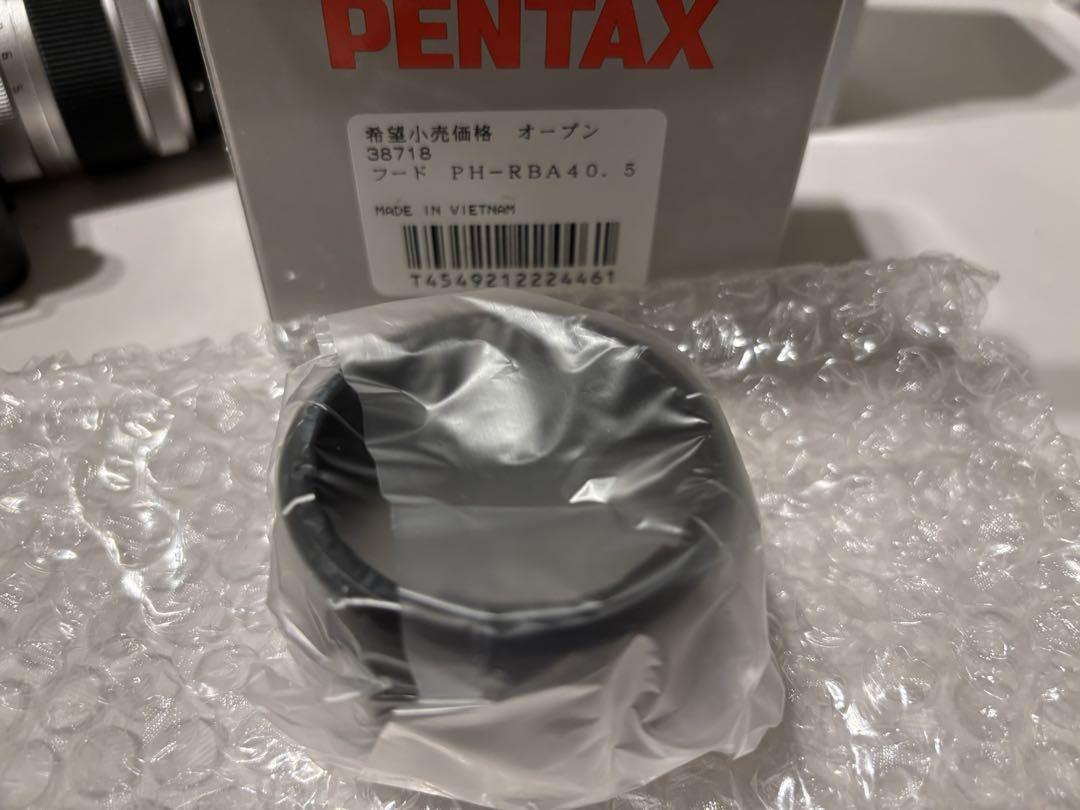 PENTAX
希望小売価格 オープン
38718
フード PH-RBA40.5
MADE IN VIETNAM
T4549212224461